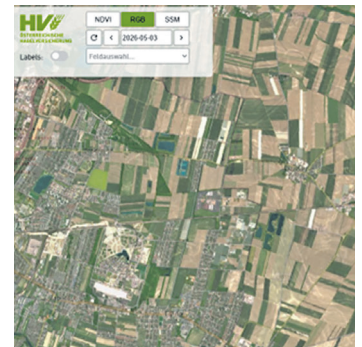 NDVI RGB SSM
HV
ÖSTERREICHISCHE
HAGELVERSICHERUNG
2026-05-03
Labels:
Feldauswahl...